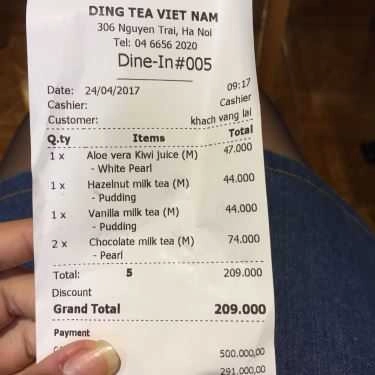 DING TEA VIET NAM
306 Nguyen Trai, Ha Noi
Tel: 04 6656 2020
Dine-In#005
Date: 24/04/2017 09:17
Cashier: Cashier
Customer: khach vang lai
Q.ty Items Total
1 x Aloe vera Kiwi juice (M) 47.000
- White Pearl
1 x Hazelnut milk tea (M) 44.000
- Pudding
1 x Vanilla milk tea (M) 44.000
- Pudding
2 x Chocolate milk tea (M) 74.000
- Pearl
Total: 5 209.000
Discount
Grand Total 209.000
Payment
500.000,00
291.000,00